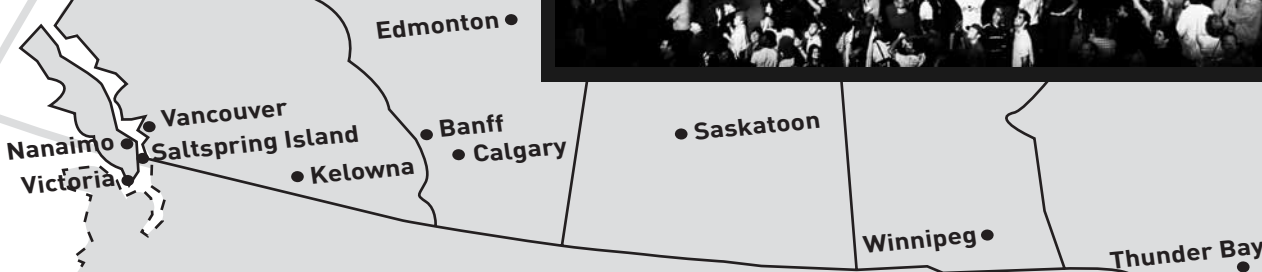 Edmonton
Vancouver
Banff
Saskatoon
Nanaimo
Saltspring Island
Calgary
Kelowna
Victoria
Winnipeg
Thunder Bay